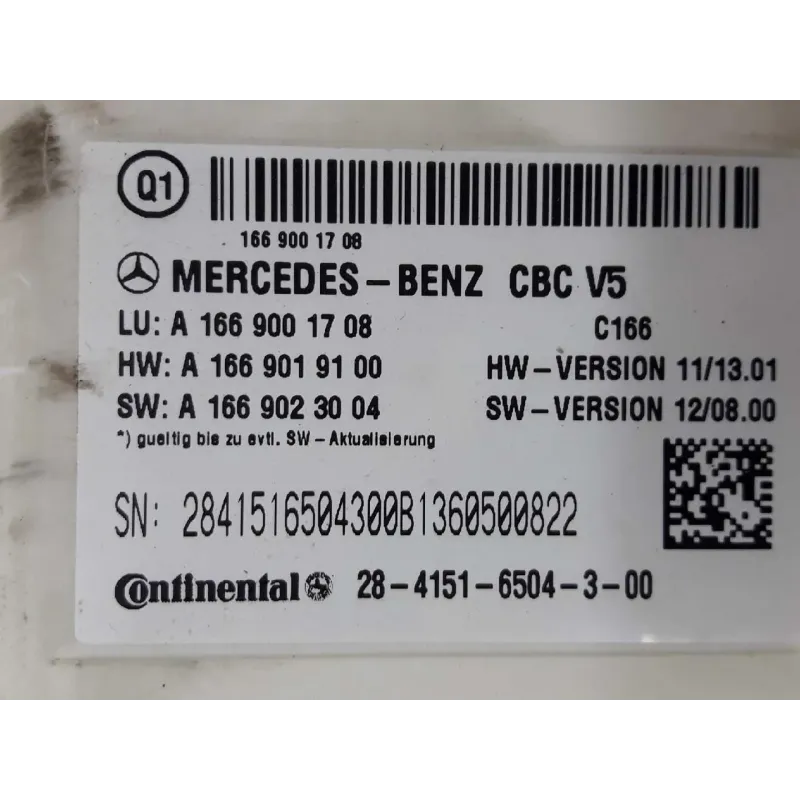 Q1
166 900 17 08
MERCEDES-BENZ CBC V5
LU: A 166 900 17 08 C166
HW: A 166 901 91 00 HW-VERSION 11/13.01
SW: A 166 902 30 04 SW-VERSION 12/08.00
*) gueltig bis zu evtl. SW-Aktualisierung
SN: 2841516504300B1360500822
Continental 28-4151-6504-3-00